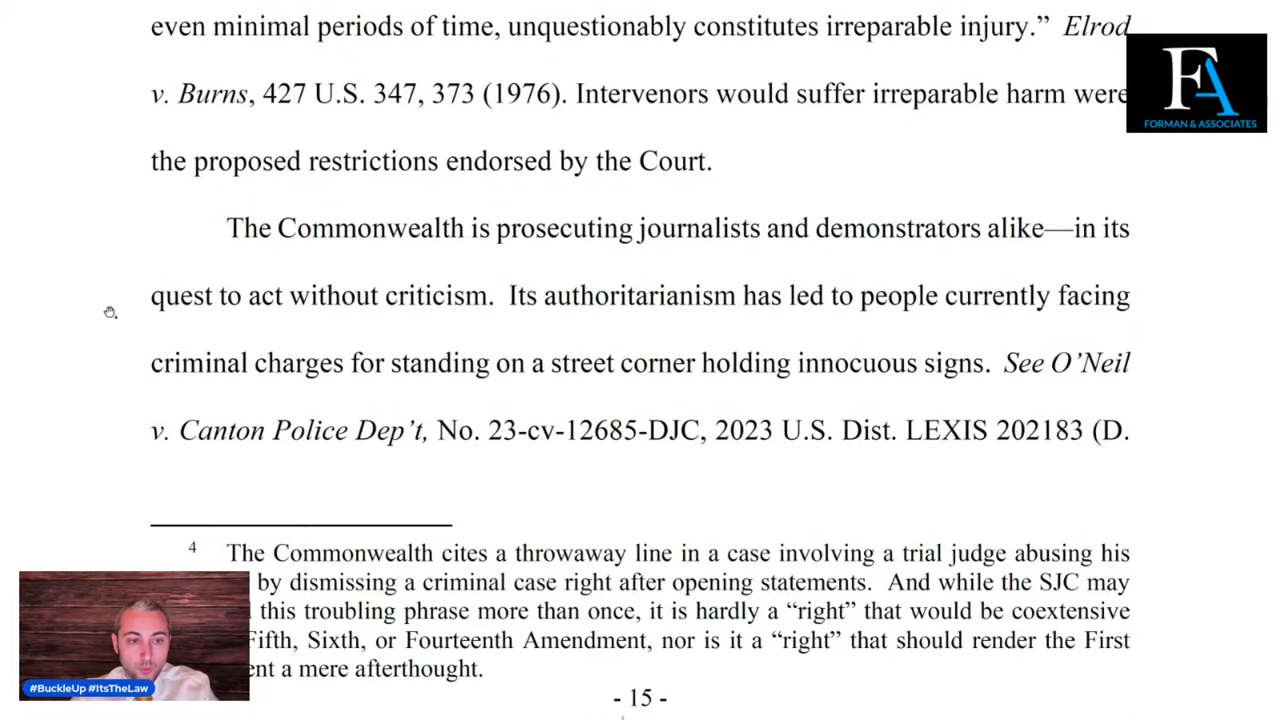 even minimal periods of time, unquestionably constitutes irreparable injury.” Elrod
v. Burns, 427 U.S. 347, 373 (1976). Intervenors would suffer irreparable harm were
the proposed restrictions endorsed by the Court.
The Commonwealth is prosecuting journalists and demonstrators alike—in its
quest to act without criticism. Its authoritarianism has led to people currently facing
criminal charges for standing on a street corner holding innocuous signs. See O’Neil
v. Canton Police Dep’t, No. 23-cv-12685-DJC, 2023 U.S. Dist. LEXIS 202183 (D.
4 The Commonwealth cites a throwaway line in a case involving a trial judge abusing his
by dismissing a criminal case right after opening statements. And while the SJC may
this troubling phrase more than once, it is hardly a “right” that would be coextensive
Fifth, Sixth, or Fourteenth Amendment, nor is it a “right” that should render the First
a mere afterthought.
- 15 -
FA
FORMAN & ASSOCIATES
#BuckleUp #ItsTheLaw